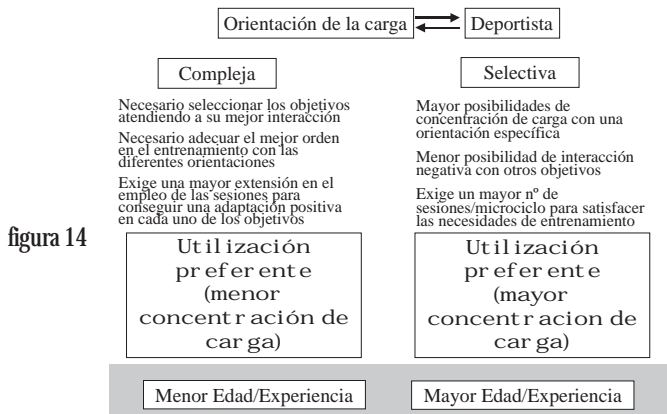 Orientación de la carga
Deportista
Compleja
Necesario seleccionar los objetivos
atendiendo a su mejor interacción
Necesario adecuar el mejor orden
en el entrenamiento con las
diferentes orientaciones
Exige una mayor extensión en el
empleo de las sesiones para
conseguir una adaptación positiva
en cada uno de los objetivos
Selectiva
Mayor posibilidades de
concentración de carga con una
orientación específica
Menor posibilidad de interacción
negativa con otros objetivos
Exige un mayor nº de
sesiones/microciclo para satisfacer
las necesidades de entrenamiento
figura 14
Utilización
preferente
(menor
concentración de
carga)
Utilización
preferente
(mayor
concentracion de
carga)
Menor Edad/Experiencia
Mayor Edad/Experiencia